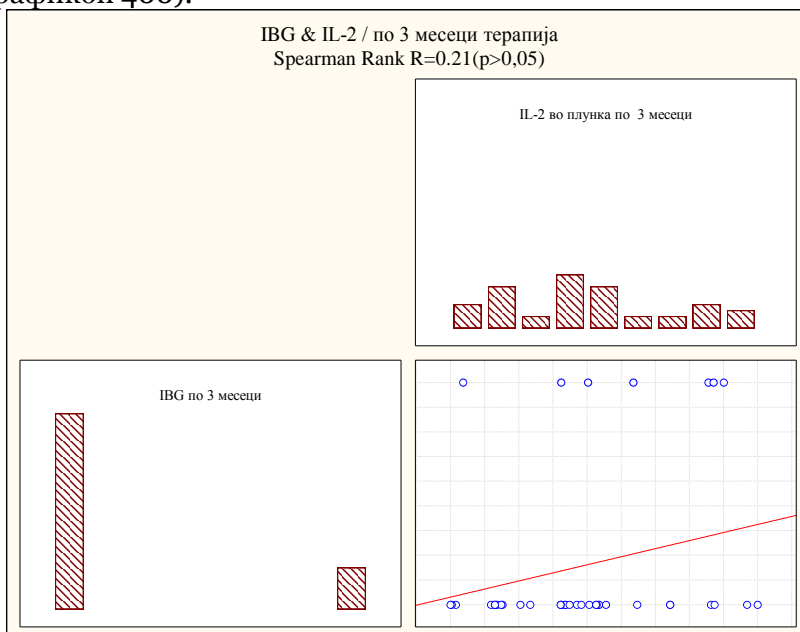 IBG & IL-2 / по 3 месеци терапија
Spearman Rank R=0.21(p>0,05)
IL-2 во плунка по 3 месеци
IBG по 3 месеци